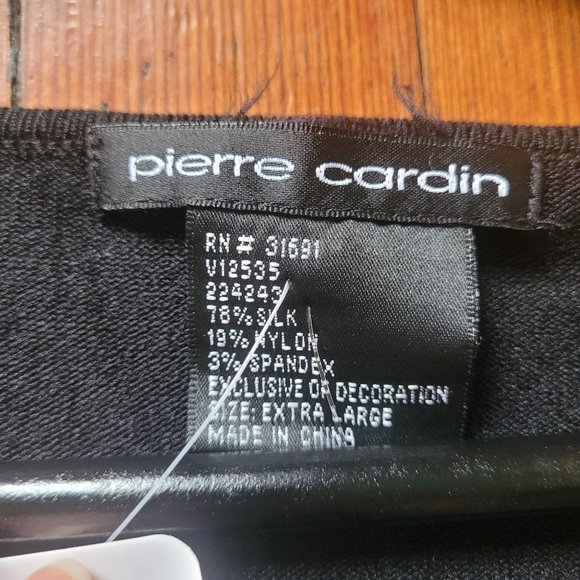 pierre cardin
RN # 31691
V12535
224243
78% SILK
19% NYLON
3% SPANDEX
EXCLUSIVE OF DECORATION
SIZE: EXTRA LARGE
MADE IN CHINA